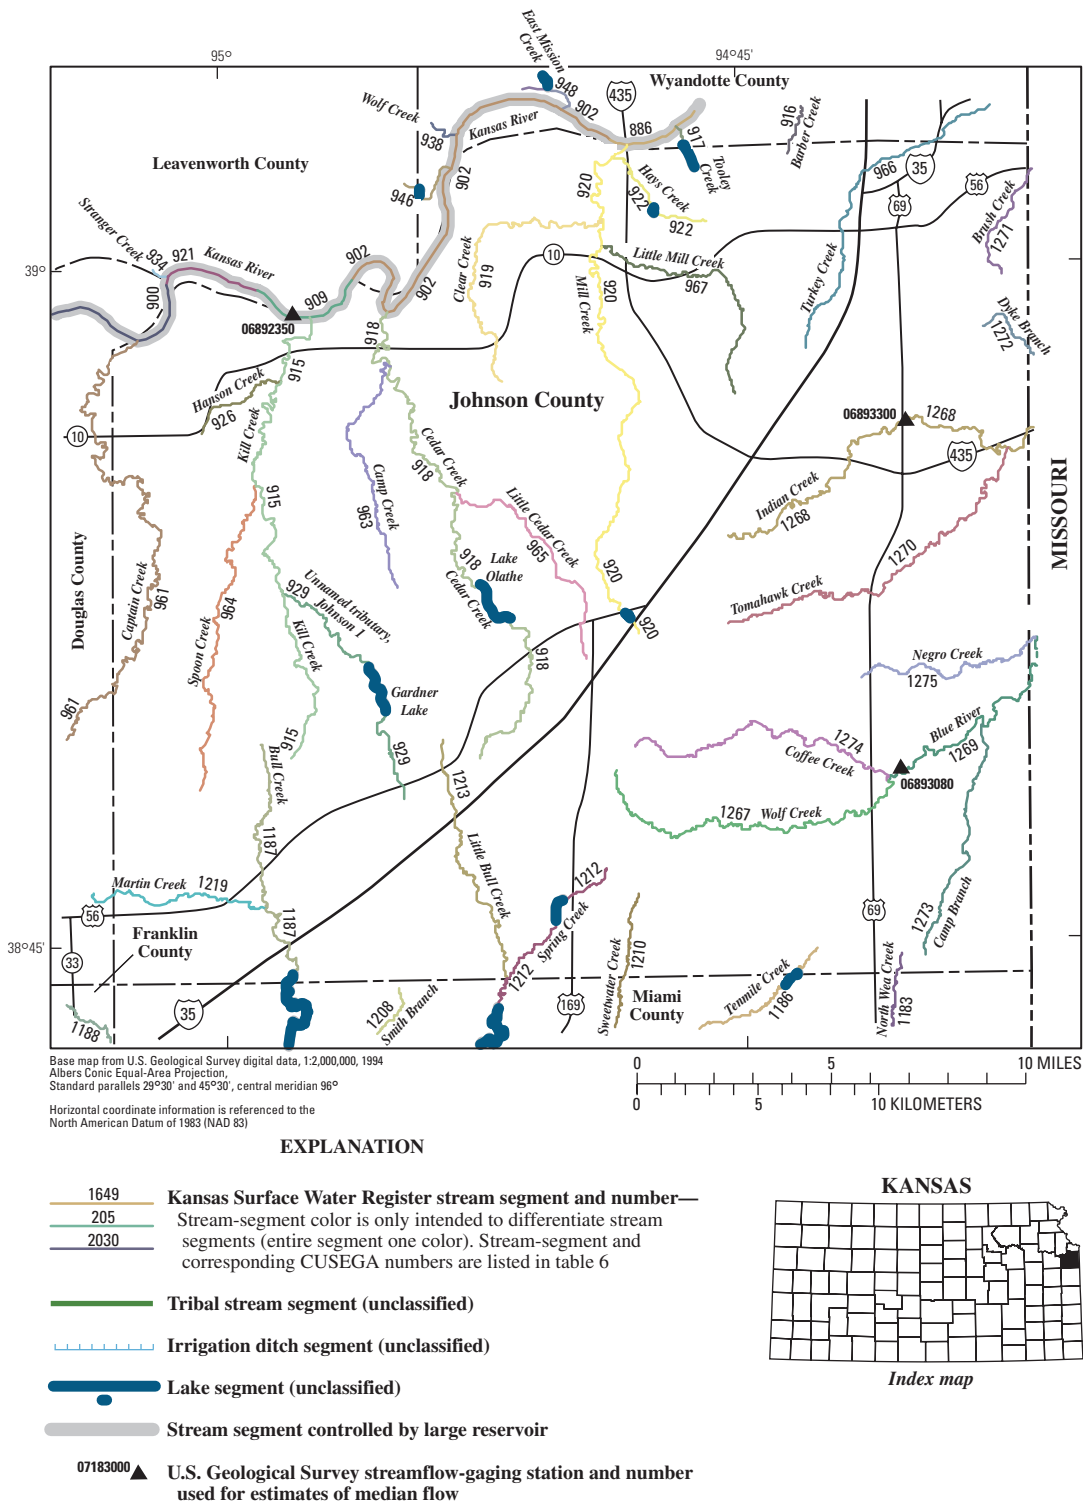 95°
94°45'
East Mission
Creek
948
435
Wyandotte County
902
Wolf Creek
938
Kansas River
886
917
Tooley
Creek
916
Barber Creek
Leavenworth County
966
35
56
946
902
920
Hays Creek
922
922
69
Brush Creek
1271
Stranger Creek
934
921
Kansas River
902
39°
900
909
902
06892350
Clear Creek
919
10
Little Mill Creek
967
Mill Creek
920
Turkey Creek
Dyke Branch
1272
918
915
Hanson Creek
926
Johnson County
06893300
1268
10
Kill Creek
Cedar Creek
918
435
Camp Creek
963
915
Little Cedar Creek
965
Indian Creek
1268
MISSOURI
Douglas County
Captain Creek
961
964
Spoon Creek
929
Unnamed tributary,
Johnson 1
Kill Creek
918
Cedar Creek
Lake
Olathe
920
920
1270
Tomahawk Creek
918
Negro Creek
1275
961
Gardner
Lake
915
929
Bull Creek
1213
1274
Coffee Creek
Blue River
1269
06893080
1267
Wolf Creek
1187
Little Bull Creek
Martin Creek
1219
1212
56
1187
Spring Creek
69
1273
Camp Branch
Franklin
County
38°45'
33
1212
Sweetwater Creek
1210
Tenmile Creek
1186
North Wea Creek
1183
1188
35
1208
Smith Branch
169
Miami
County
Base map from U.S. Geological Survey digital data, 1:2,000,000, 1994
Albers Conic Equal-Area Projection,
Standard parallels 29°30' and 45°30', central meridian 96°
Horizontal coordinate information is referenced to the
North American Datum of 1983 (NAD 83)
0 5 10 MILES
0 5 10 KILOMETERS
EXPLANATION
1649
205
2030
Kansas Surface Water Register stream segment and number—
Stream-segment color is only intended to differentiate stream
segments (entire segment one color). Stream-segment and
corresponding CUSEGA numbers are listed in table 6
Tribal stream segment (unclassified)
Irrigation ditch segment (unclassified)
Lake segment (unclassified)
Stream segment controlled by large reservoir
07183000
U.S. Geological Survey streamflow-gaging station and number
used for estimates of median flow
KANSAS
Index map